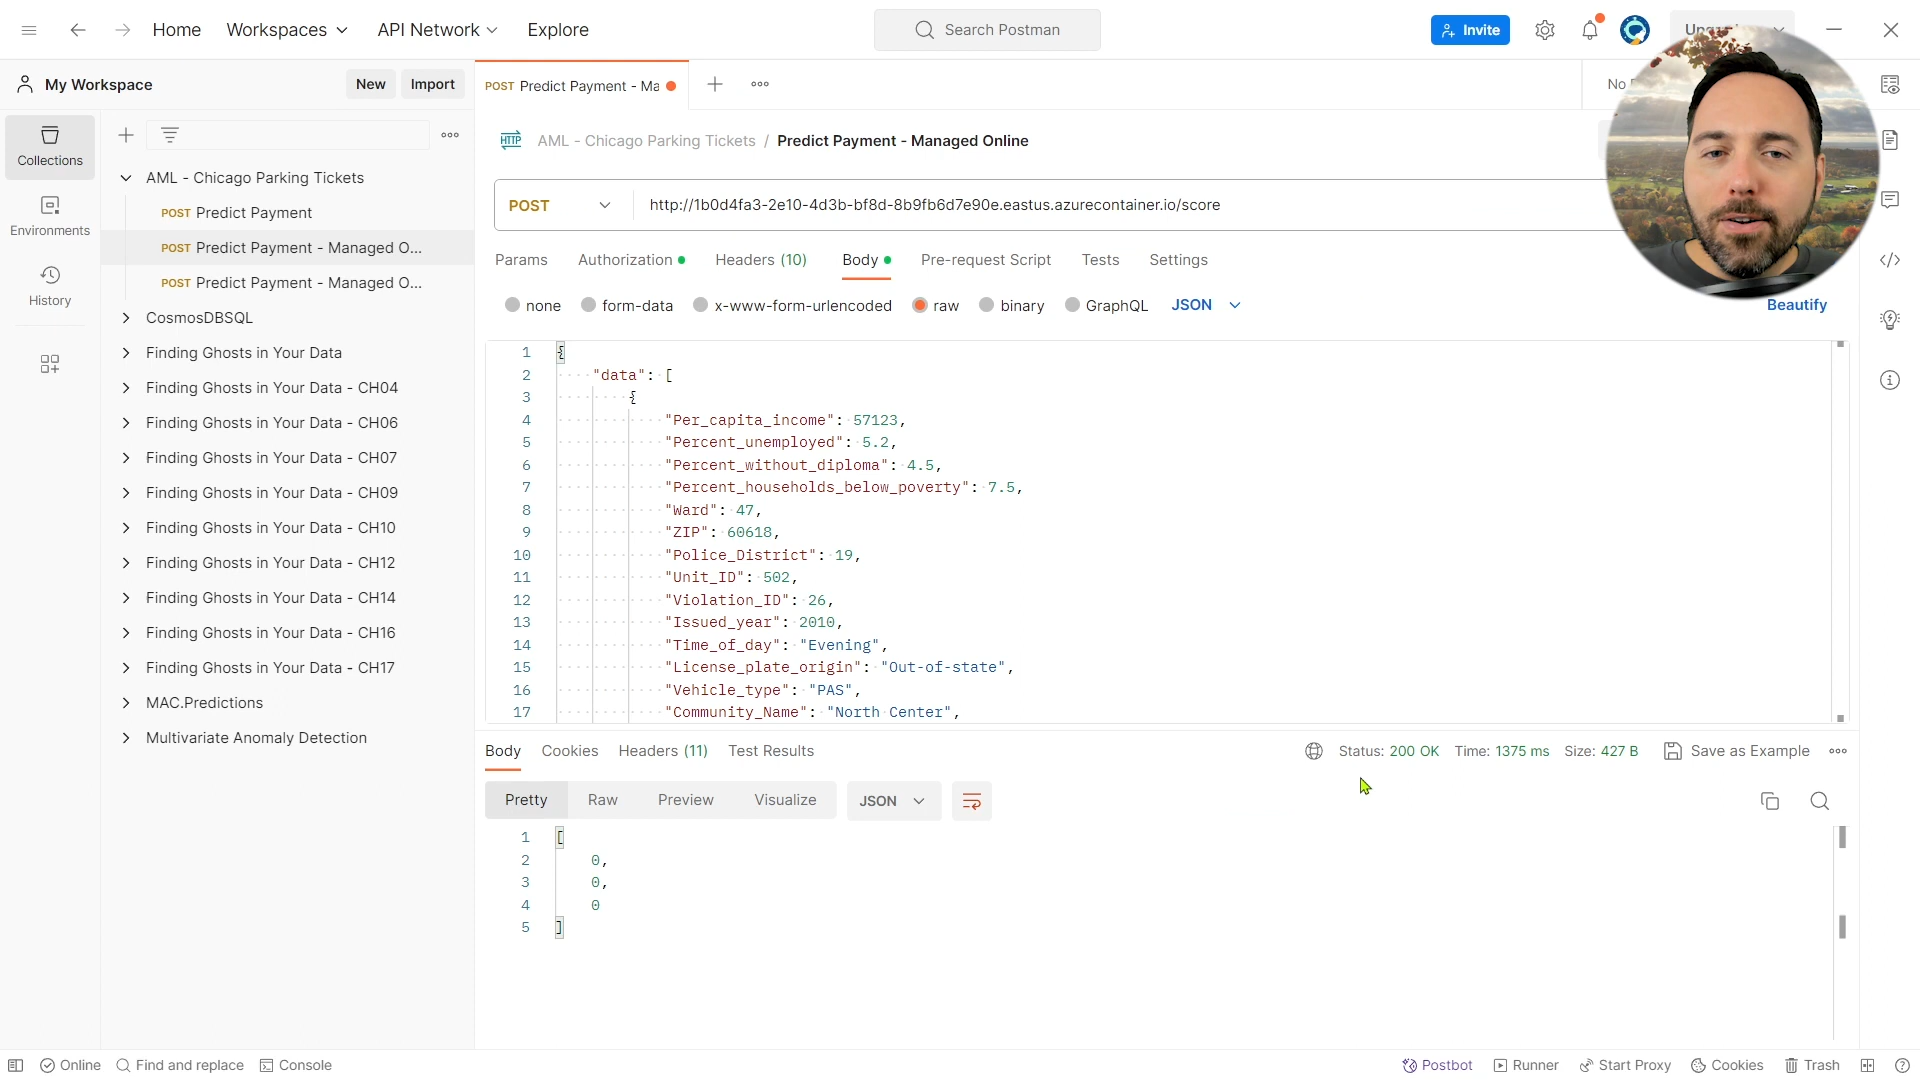 Home Workspaces API Network Explore Search Postman Invite
My Workspace New Import POST Predict Payment - Ma No
Collections
Environments
History
AML - Chicago Parking Tickets
POST Predict Payment
POST Predict Payment - Managed O...
POST Predict Payment - Managed O...
CosmosDBSQL
Finding Ghosts in Your Data
Finding Ghosts in Your Data - CH04
Finding Ghosts in Your Data - CH06
Finding Ghosts in Your Data - CH07
Finding Ghosts in Your Data - CH09
Finding Ghosts in Your Data - CH10
Finding Ghosts in Your Data - CH12
Finding Ghosts in Your Data - CH14
Finding Ghosts in Your Data - CH16
Finding Ghosts in Your Data - CH17
MAC.Predictions
Multivariate Anomaly Detection
HTTP AML - Chicago Parking Tickets / Predict Payment - Managed Online
POST http://1b0d4fa3-2e10-4d3b-bf8d-8b9fb6d7e90e.eastus.azurecontainer.io/score
Params Authorization Headers (10) Body Pre-request Script Tests Settings
none form-data x-www-form-urlencoded raw binary GraphQL JSON Beautify
1 {
2 "data": [
3 {
4 "Per_capita_income": 57123,
5 "Percent_unemployed": 5.2,
6 "Percent_without_diploma": 4.5,
7 "Percent_households_below_poverty": 7.5,
8 "Ward": 47,
9 "ZIP": 60618,
10 "Police_District": 19,
11 "Unit_ID": 502,
12 "Violation_ID": 26,
13 "Issued_year": 2010,
14 "Time_of_day": "Evening",
15 "License_plate_origin": "Out-of-state",
16 "Vehicle_type": "PAS",
17 "Community_Name": "North Center",
Body Cookies Headers (11) Test Results Status: 200 OK Time: 1375 ms Size: 427 B Save as Example
Pretty Raw Preview Visualize JSON
1 [
2 0,
3 0,
4 0
5 ]
Online Find and replace Console Postbot Runner Start Proxy Cookies Trash